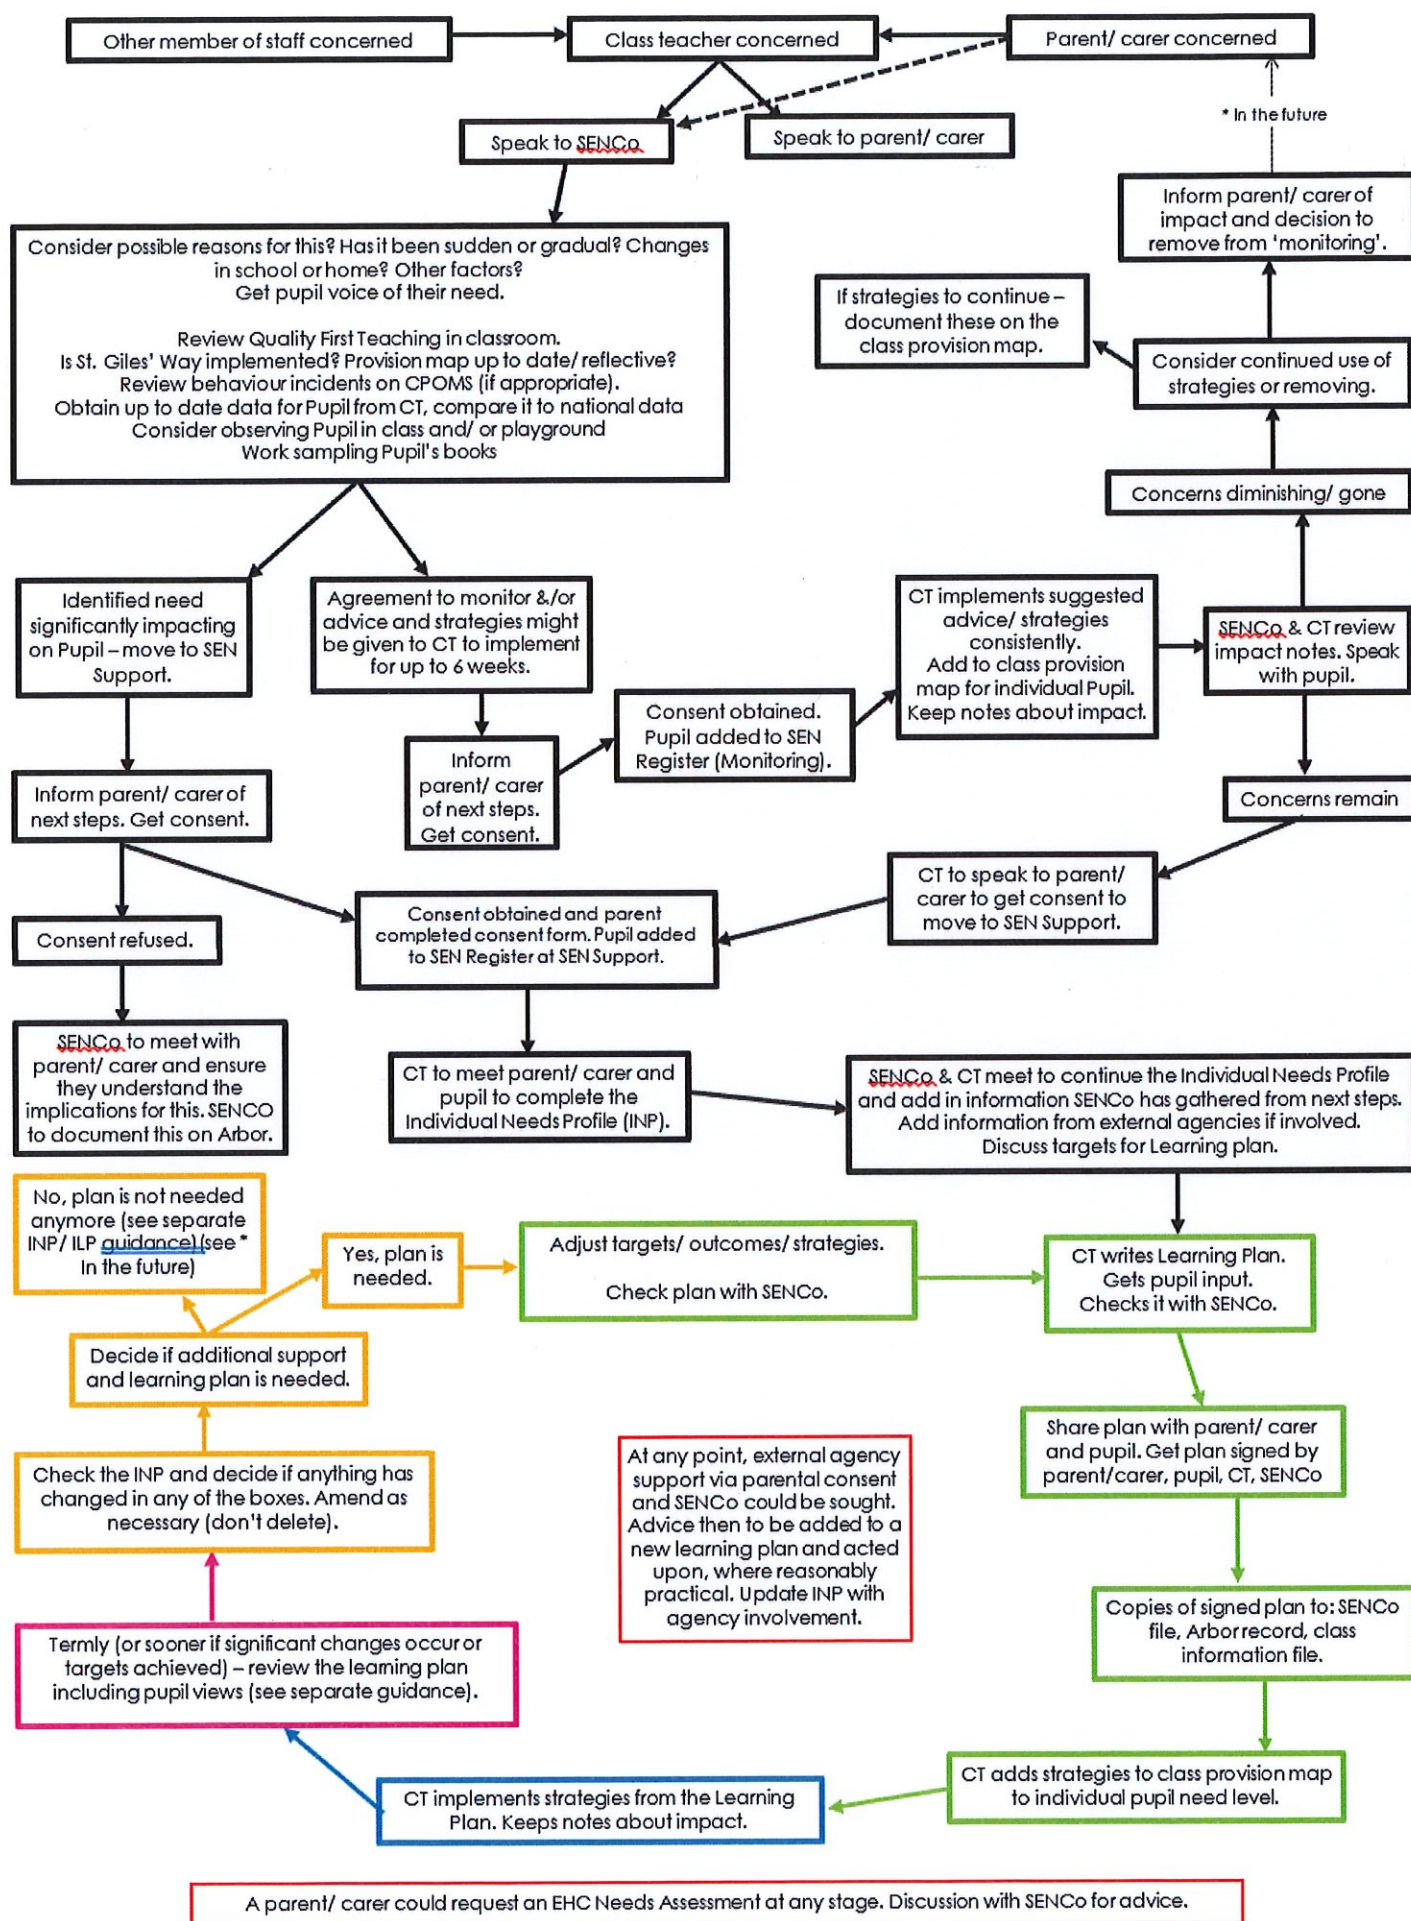 Other member of staff concerned
Class teacher concerned
Parent/ carer concerned
* In the future
Speak to SENCo
Speak to parent/ carer
Inform parent/ carer of
impact and decision to
remove from 'monitoring'.
Consider possible reasons for this? Has it been sudden or gradual? Changes
in school or home? Other factors?
Get pupil voice of their need.
Review Quality First Teaching in classroom.
Is St. Giles' Way implemented? Provision map up to date/ reflective?
Review behaviour incidents on CPOMS (if appropriate).
Obtain up to date data for Pupil from CT, compare it to national data
Consider observing Pupil in class and/ or playground
Work sampling Pupil's books
If strategies to continue –
document these on the
class provision map.
Consider continued use of
strategies or removing.
Concerns diminishing/ gone
Identified need
significantly impacting
on Pupil – move to SEN
Support.
Agreement to monitor &/or
advice and strategies might
be given to CT to implement
for up to 6 weeks.
CT implements suggested
advice/ strategies
consistently.
Add to class provision
map for individual Pupil.
Keep notes about impact.
SENCo & CT review
impact notes. Speak
with pupil.
Consent obtained.
Pupil added to SEN
Register (Monitoring).
Inform
parent/ carer
of next steps.
Get consent.
Inform parent/ carer of
next steps. Get consent.
Concerns remain
CT to speak to parent/
carer to get consent to
move to SEN Support.
Consent refused.
Consent obtained and parent
completed consent form. Pupil added
to SEN Register at SEN Support.
SENCo to meet with
parent/ carer and ensure
they understand the
implications for this. SENCO
to document this on Arbor.
CT to meet parent/ carer and
pupil to complete the
Individual Needs Profile (INP).
SENCo & CT meet to continue the Individual Needs Profile
and add in information SENCo has gathered from next steps.
Add information from external agencies if involved.
Discuss targets for Learning plan.
No, plan is not needed
anymore (see separate
INP/ ILP guidance)(see *
In the future)
Yes, plan is
needed.
Adjust targets/ outcomes/ strategies.
Check plan with SENCo.
CT writes Learning Plan.
Gets pupil input.
Checks it with SENCo.
Decide if additional support
and learning plan is needed.
Share plan with parent/ carer
and pupil. Get plan signed by
parent/carer, pupil, CT, SENCo
Check the INP and decide if anything has
changed in any of the boxes. Amend as
necessary (don't delete).
At any point, external agency
support via parental consent
and SENCo could be sought.
Advice then to be added to a
new learning plan and acted
upon, where reasonably
practical. Update INP with
agency involvement.
Copies of signed plan to: SENCo
file, Arbor record, class
information file.
Termly (or sooner if significant changes occur or
targets achieved) – review the learning plan
including pupil views (see separate guidance).
CT adds strategies to class provision map
to individual pupil need level.
CT implements strategies from the Learning
Plan. Keeps notes about impact.
A parent/ carer could request an EHC Needs Assessment at any stage. Discussion with SENCo for advice.